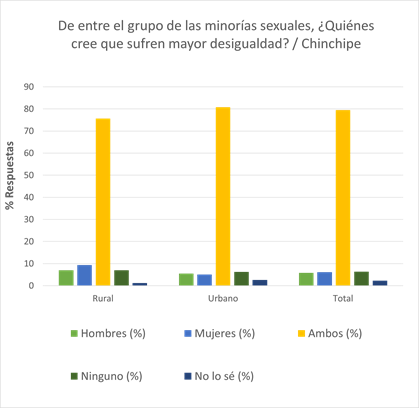 De entre el grupo de las minorías sexuales, ¿Quiénes
cree que sufren mayor desigualdad? / Chinchipe
% Respuestas
90
80
70
60
50
40
30
20
10
0
Rural Urbano Total
Hombres (%) Mujeres (%) Ambos (%)
Ninguno (%) No lo sé (%)